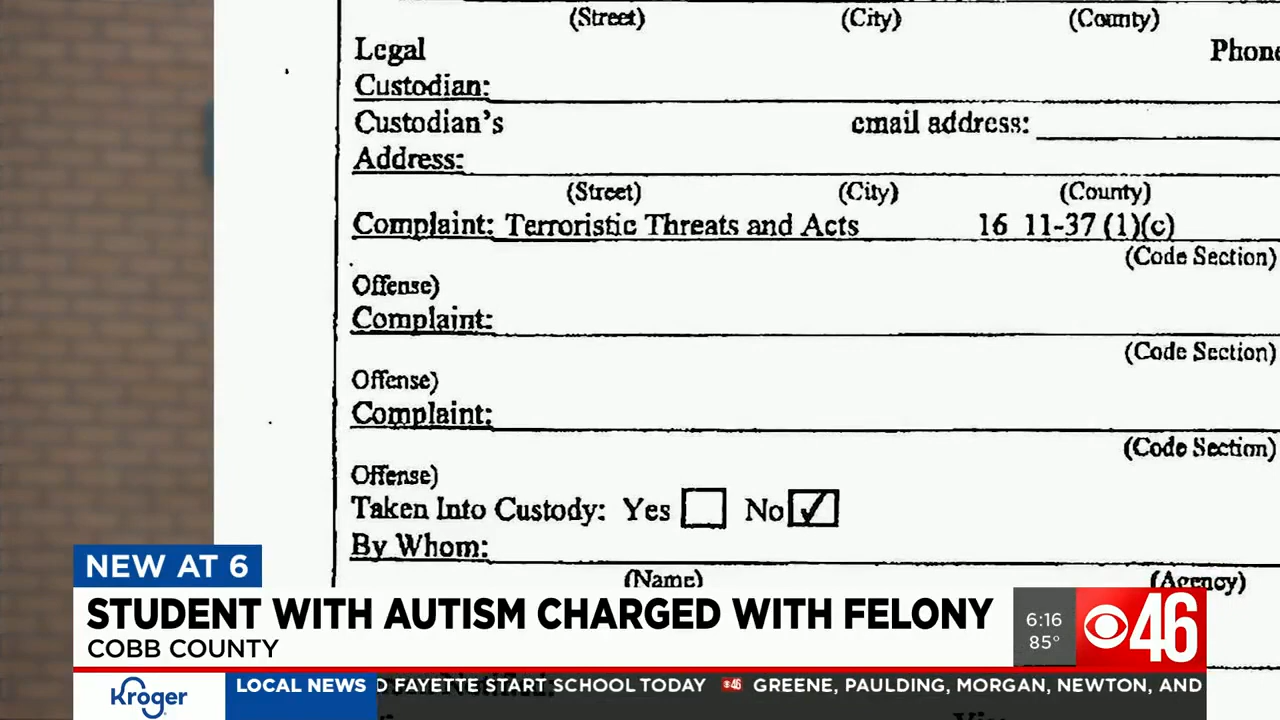 (Street) (City) (County)
Legal Phone
Custodian:
Custodian's email address:
Address:
(Street) (City) (County)
Complaint: Terroristic Threats and Acts 16 11-37 (1)(c)
(Code Section)
Offense)
Complaint:
(Code Section)
Offense)
Complaint:
(Code Section)
Offense)
Taken Into Custody: Yes No
By Whom:
(Name) (Agency)
NEW AT 6
STUDENT WITH AUTISM CHARGED WITH FELONY
COBB COUNTY
6:16
85°
46
Kroger
LOCAL NEWS FAYETTE START SCHOOL TODAY 46 GREENE, PAULDING, MORGAN, NEWTON, AND